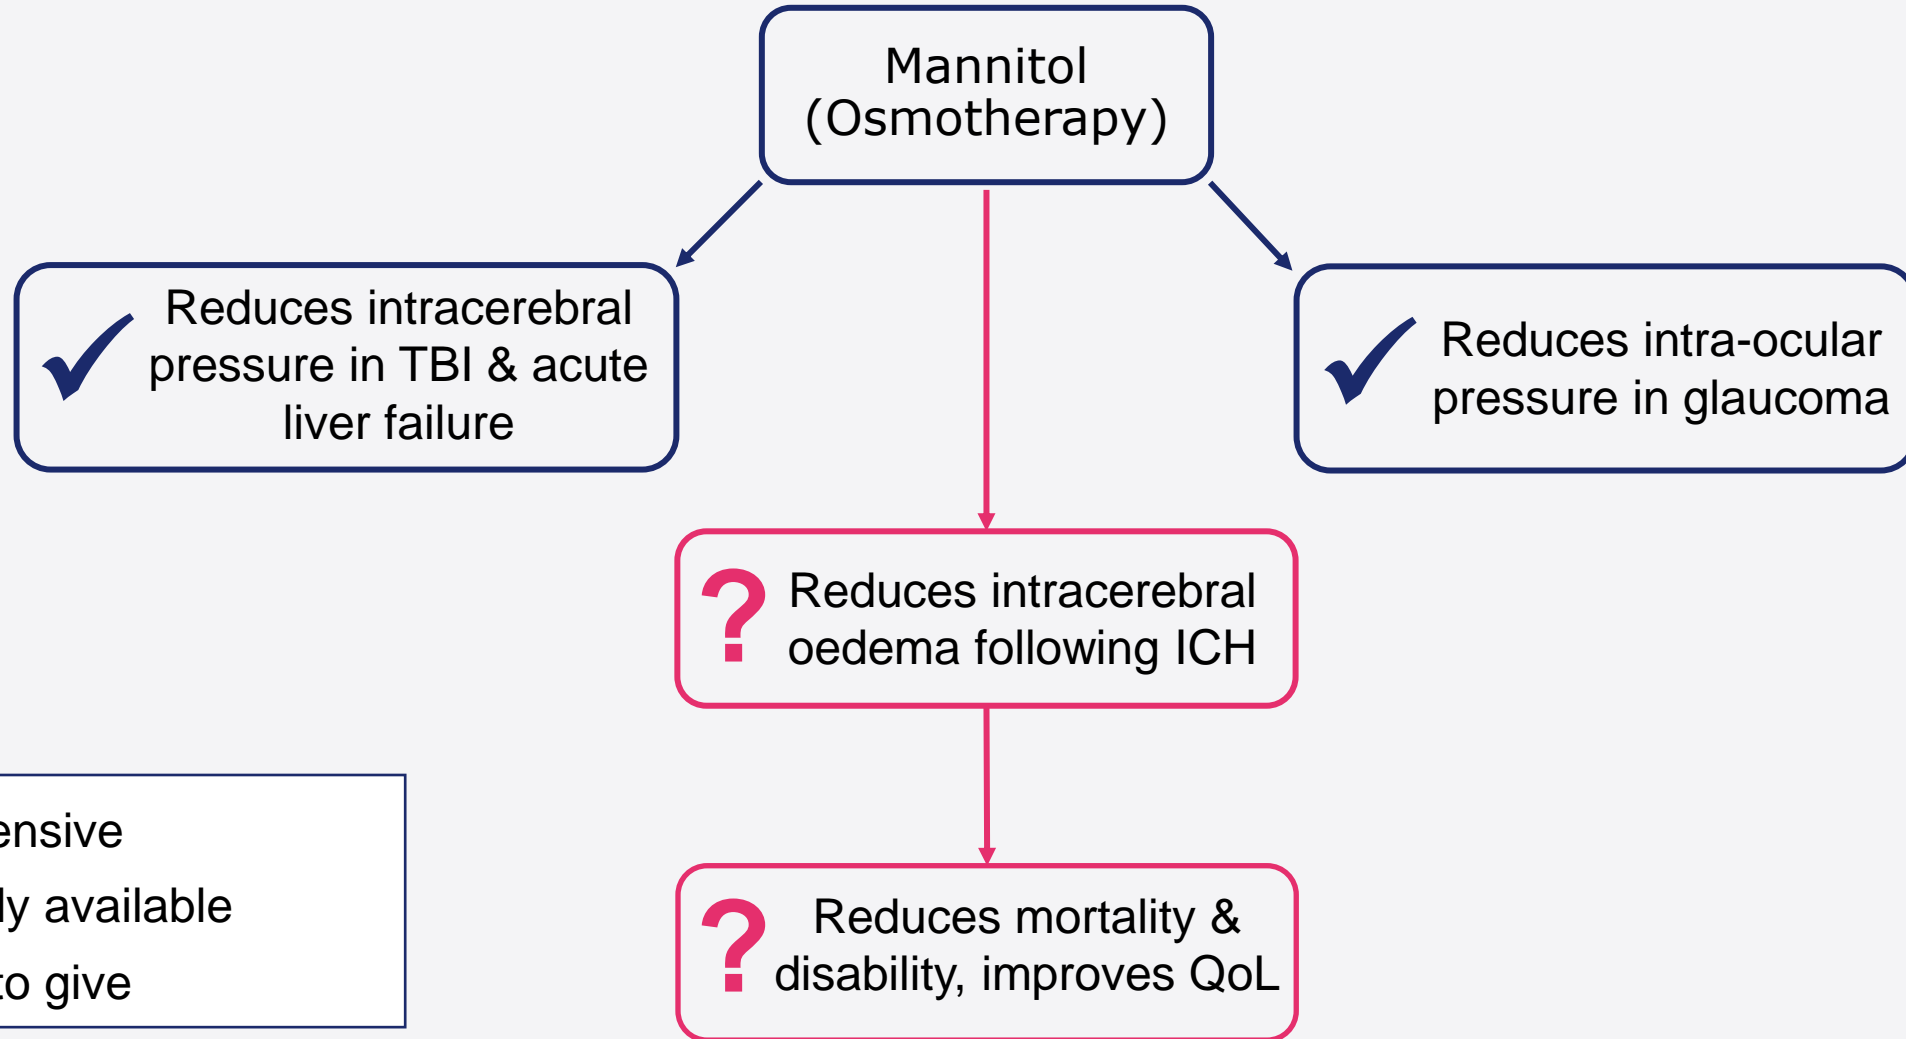 Mannitol
(Osmotherapy)
Reduces intracerebral
pressure in TBI & acute
liver failure
Reduces intra-ocular
pressure in glaucoma
? Reduces intracerebral
oedema following ICH
? Reduces mortality &
disability, improves QoL
ensive
ly available
to give